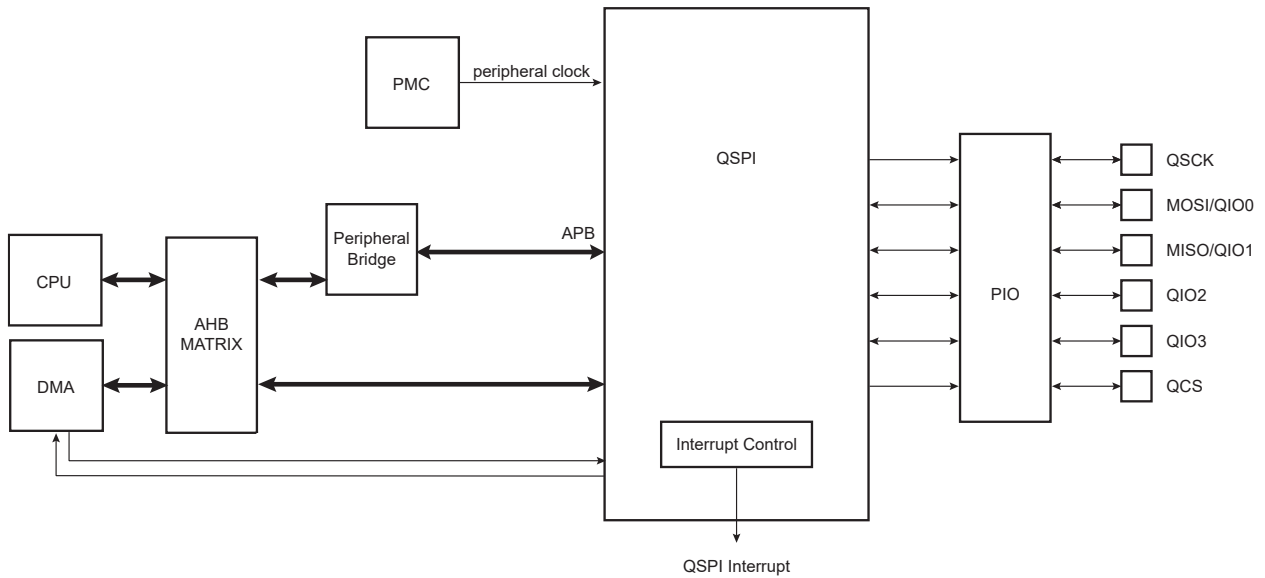 PMC
peripheral clock
QSPI
QSCK
MOSI/QIO0
MISO/QIO1
QIO2
QIO3
QCS
PIO
Peripheral
Bridge
APB
CPU
AHB
MATRIX
DMA
Interrupt Control
QSPI Interrupt